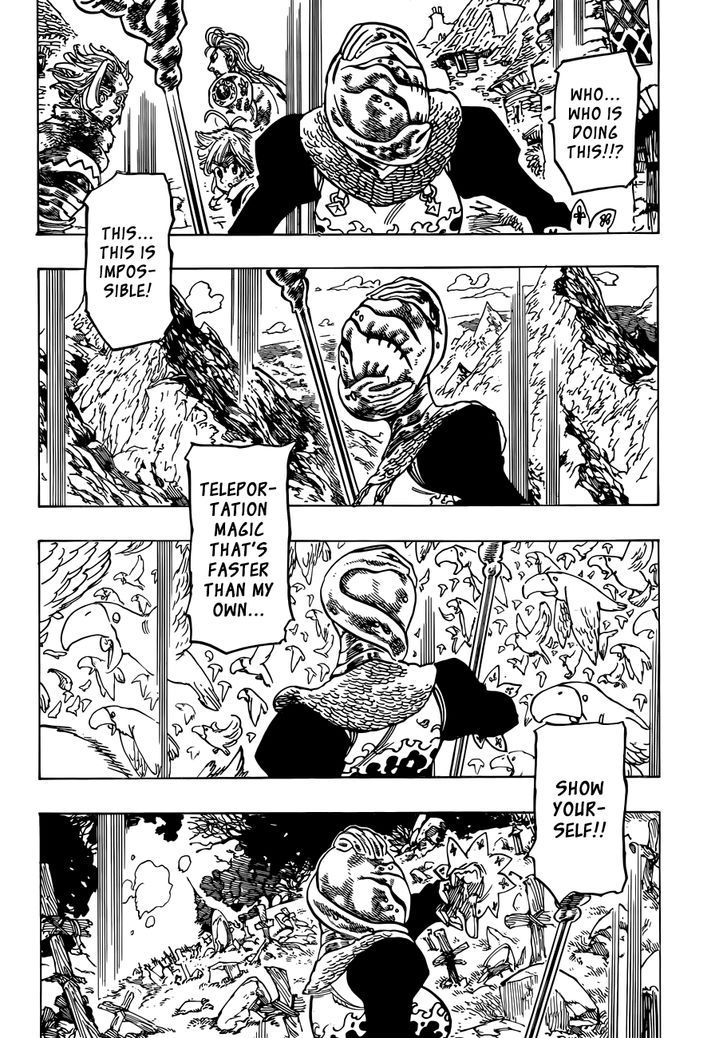 WHO...
WHO IS
DOING
THIS!!?
THIS...
THIS IS
IMPOS-
SIBLE!
TELEPOR-
TATION
MAGIC
THAT'S
FASTER
THAN MY
OWN...
SHOW
YOUR-
SELF!!